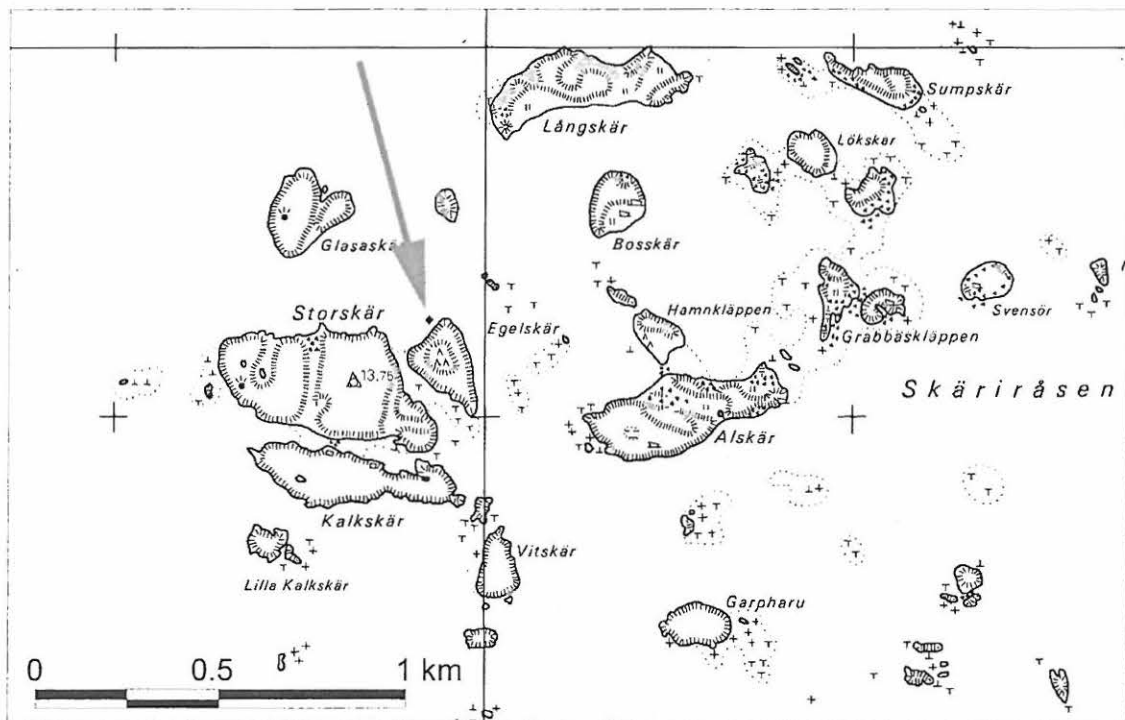 Sumpskär
Långskär
Lökskär
Glasaskä
Bosskär
Svensör
Storskär
Egelskär
Hamnkläppen
Grabbäskläppen
13.75
Skäriråsen
Alskär
Kalkskär
Vitskär
Lilla Kalkskär
Garpharu
0 0.5 1 km